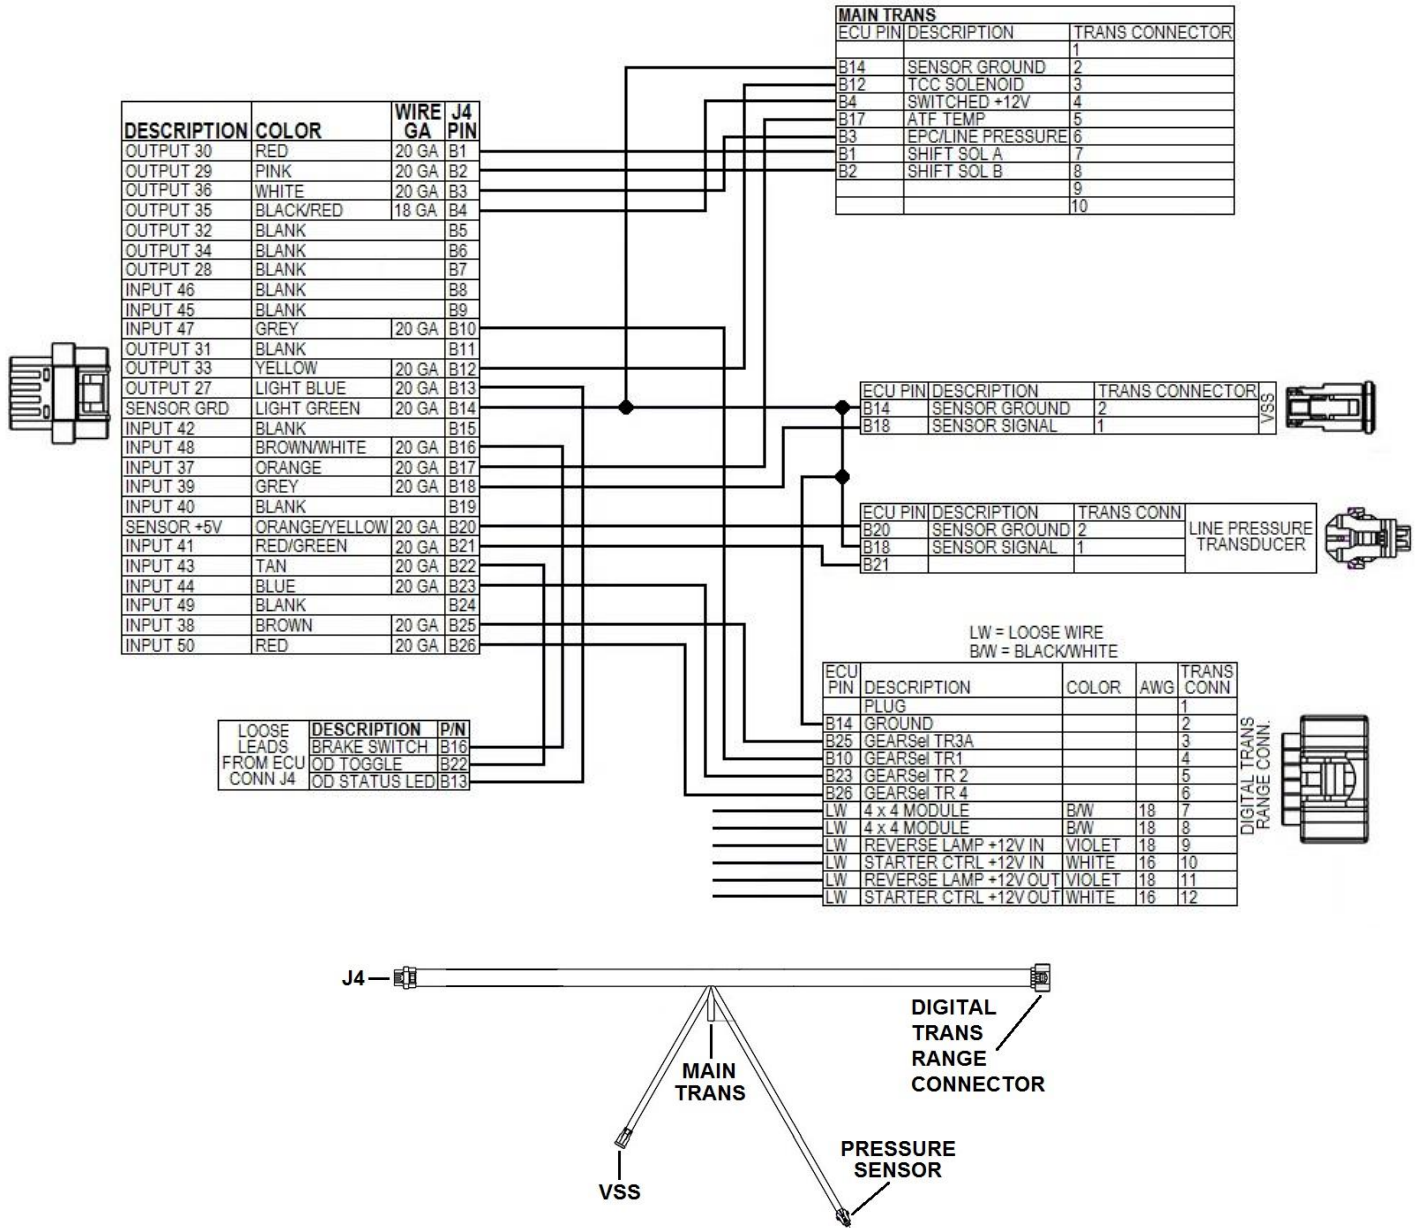 MAIN TRANS
ECU PIN DESCRIPTION TRANS CONNECTOR
1
B14 SENSOR GROUND 2
B12 TCC SOLENOID 3
B4 SWITCHED +12V 4
B17 ATF TEMP 5
B3 EPC/LINE PRESSURE 6
B1 SHIFT SOL A 7
B2 SHIFT SOL B 8
9
10
DESCRIPTION COLOR WIRE GA J4 PIN
OUTPUT 30 RED 20 GA B1
OUTPUT 29 PINK 20 GA B2
OUTPUT 36 WHITE 20 GA B3
OUTPUT 35 BLACK/RED 18 GA B4
OUTPUT 32 BLANK B5
OUTPUT 34 BLANK B6
OUTPUT 28 BLANK B7
INPUT 46 BLANK B8
INPUT 45 BLANK B9
INPUT 47 GREY 20 GA B10
OUTPUT 31 BLANK B11
OUTPUT 33 YELLOW 20 GA B12
OUTPUT 27 LIGHT BLUE 20 GA B13
SENSOR GRD LIGHT GREEN 20 GA B14
INPUT 42 BLANK B15
INPUT 48 BROWN/WHITE 20 GA B16
INPUT 37 ORANGE 20 GA B17
INPUT 39 GREY 20 GA B18
INPUT 40 BLANK B19
SENSOR +5V ORANGE/YELLOW 20 GA B20
INPUT 41 RED/GREEN 20 GA B21
INPUT 43 TAN 20 GA B22
INPUT 44 BLUE 20 GA B23
INPUT 49 BLANK B24
INPUT 38 BROWN 20 GA B25
INPUT 50 RED 20 GA B26
ECU PIN DESCRIPTION TRANS CONNECTOR
B14 SENSOR GROUND 2
B18 SENSOR SIGNAL 1
VSS
ECU PIN DESCRIPTION TRANS CONN
B20 SENSOR GROUND 2
B18 SENSOR SIGNAL 1
B21
LINE PRESSURE
TRANSDUCER
LW = LOOSE WIRE
B/W = BLACK/WHITE
ECU PIN DESCRIPTION COLOR AWG TRANS CONN
PLUG 1
B14 GROUND 2
B25 GEARSel TR3A 3
B10 GEARSel TR1 4
B23 GEARSel TR 2 5
B26 GEARSel TR 4 6
LW 4 x 4 MODULE B/W 18 7
LW 4 x 4 MODULE B/W 18 8
LW REVERSE LAMP +12V IN VIOLET 18 9
LW STARTER CTRL +12V IN WHITE 16 10
LW REVERSE LAMP +12V OUT VIOLET 18 11
LW STARTER CTRL +12V OUT WHITE 16 12
DIGITAL TRANS
RANGE CONN.
LOOSE
LEADS
FROM ECU
CONN J4
DESCRIPTION P/N
BRAKE SWITCH B16
OD TOGGLE B22
OD STATUS LED B13
J4
DIGITAL
TRANS
RANGE
CONNECTOR
MAIN
TRANS
VSS
PRESSURE
SENSOR